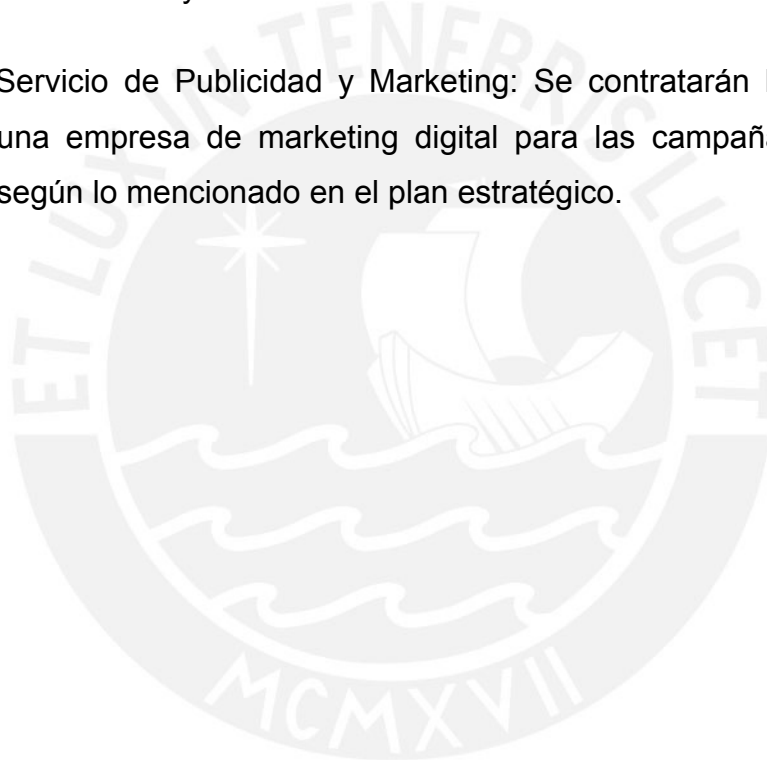 Servicio de Publicidad y Marketing: Se contratarán
una empresa de marketing digital para las
según lo mencionado en el plan estratégico.
ET LUX IN TENEBRIS LUCET
MCMXVII